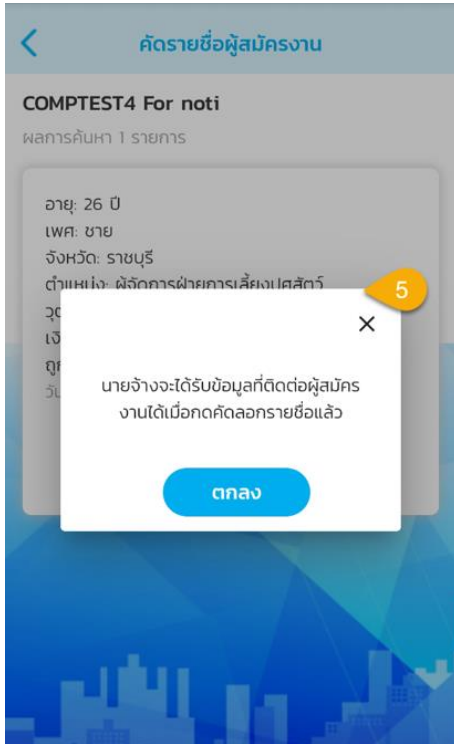 คัดรายชื่อผู้สมัครงาน
COMPTEST4 For noti
ผลการค้นหา 1 รายการ
อายุ: 26 ปี
เพศ: ชาย
จังหวัด: ราชบุรี
ตำแหน่ง: ผู้จัดการฝ่ายการเลี้ยงปศุสัตว์
5
นายจ้างจะได้รับข้อมูลที่ติดต่อผู้สมัคร
งานได้เมื่อกดคัดลอกรายชื่อแล้ว
ตกลง